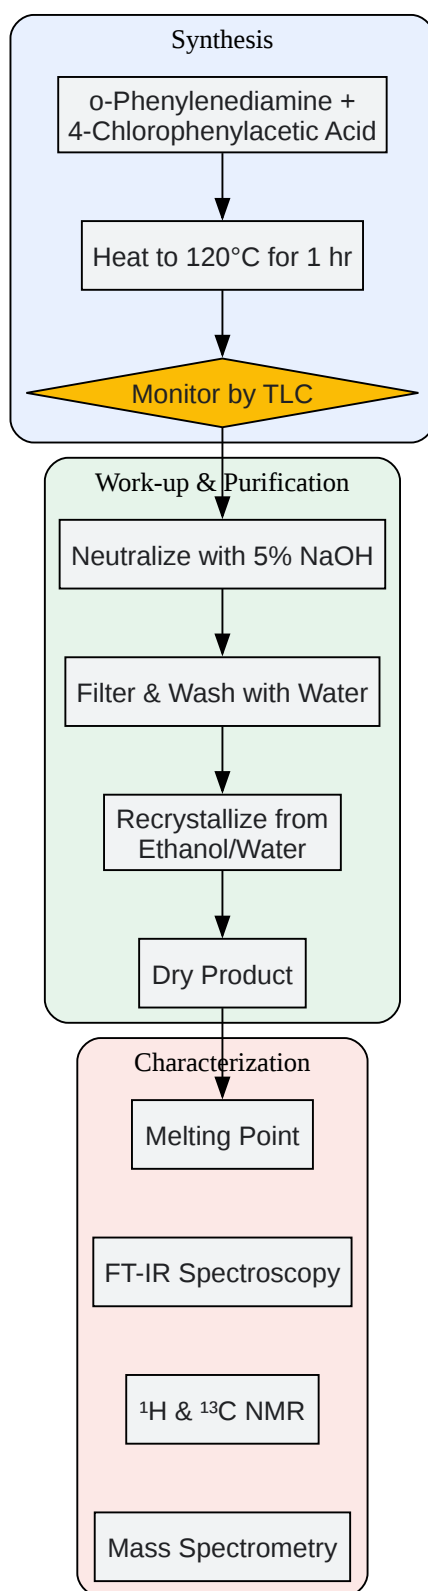 Synthesis
o-Phenylenediamine +
4-Chlorophenylacetic Acid
Heat to 120°C for 1 hr
Monitor by TLC
Work-up & Purification
Neutralize with 5% NaOH
Filter & Wash with Water
Recrystallize from
Ethanol/Water
Dry Product
Characterization
Melting Point
FT-IR Spectroscopy
¹H & ¹³C NMR
Mass Spectrometry